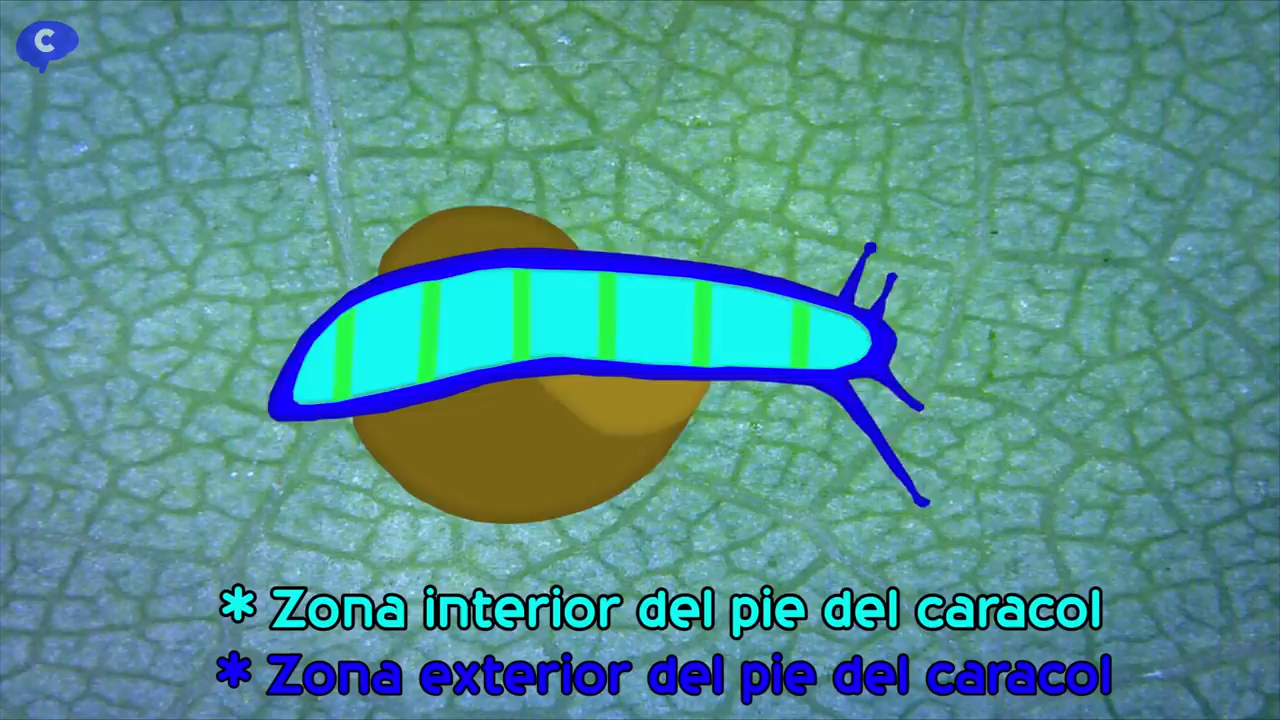 C
* Zona interior del pie del caracol
* Zona exterior del pie del caracol